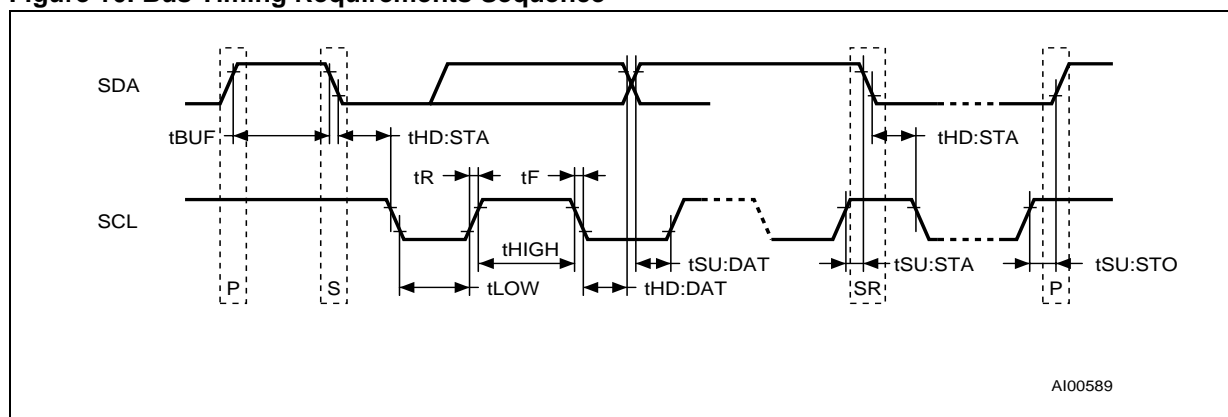 Figure Bus Timing Requirements Sequence
SDA
tBUF
tHD:STA
tHD:STA
tR
tF
SCL
tHIGH
tSU:DAT
tSU:STA
tSU:STO
P
S
tLOW
tHD:DAT
SR
P
AI00589